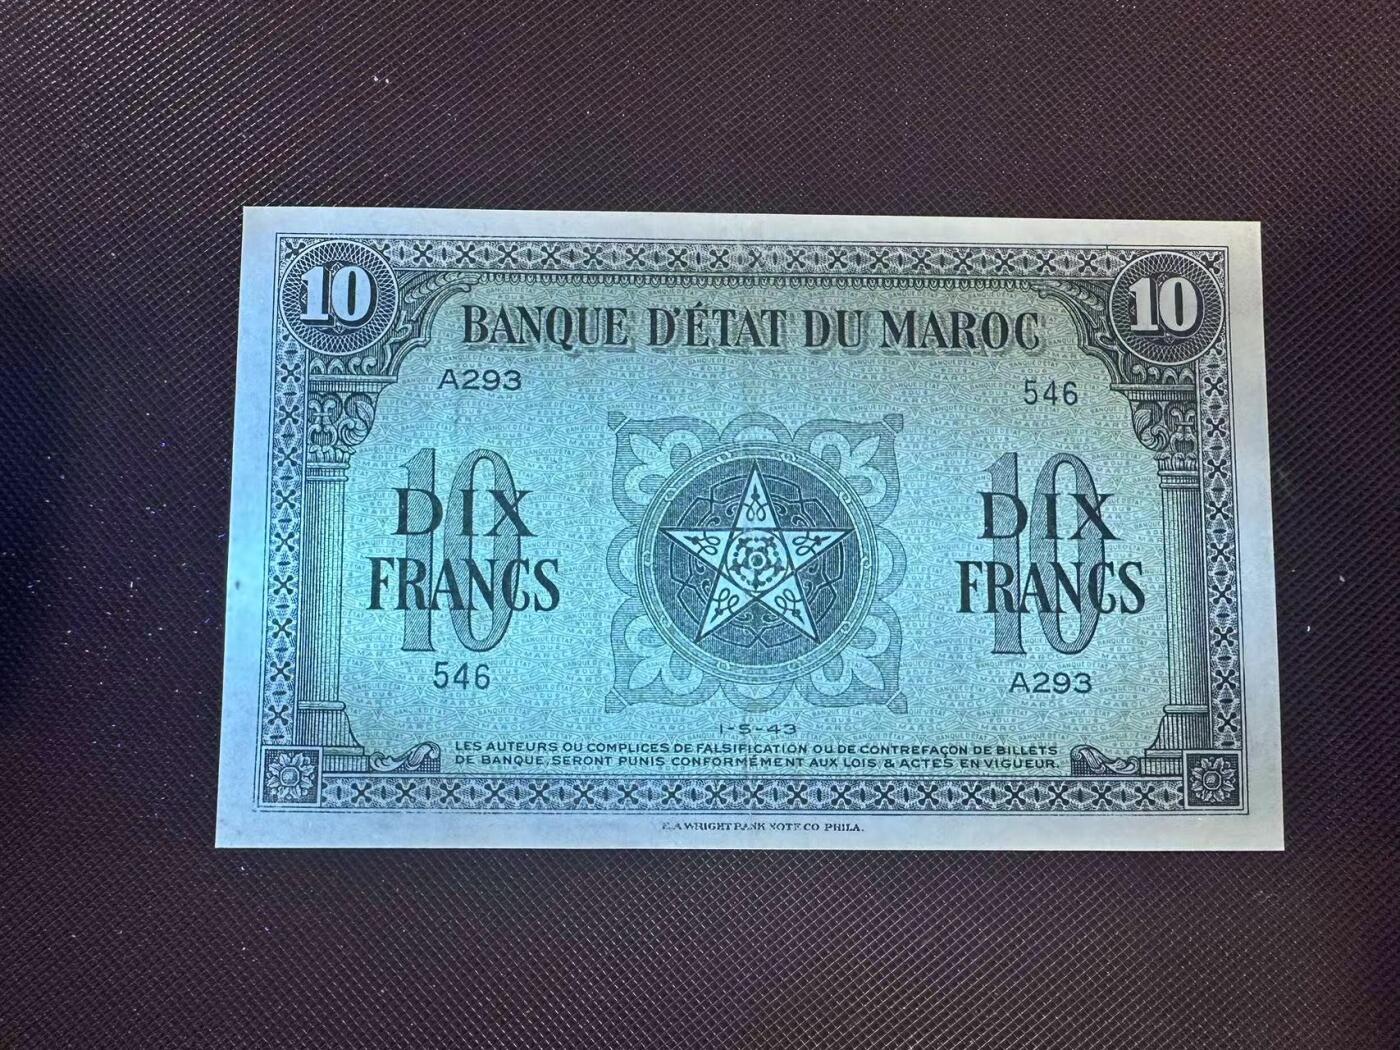 10 BANQUE D'ÉTAT DU MAROC 10
A293 546
10 10
DIX DIX
FRANCS FRANCS
546 A293
1-5-43
LES AUTEURS OU COMPLICES DE FALSIFICATION OU DE CONTREFAÇON DE BILLETS
DE BANQUE, SERONT PUNIS CONFORMÉMENT AUX LOIS & ACTES EN VIGUEUR.
E.A.WRIGHT BANK NOTE CO PHILA.